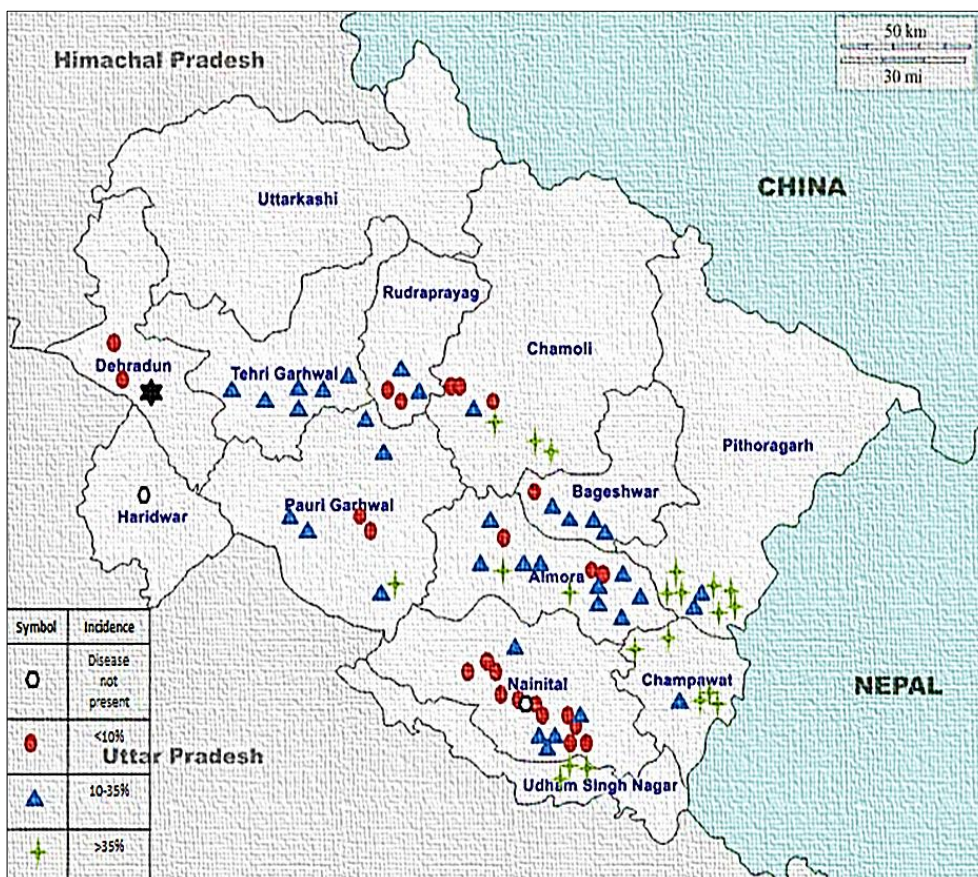 50 km
30 mi
Himachal Pradesh
CHINA
Uttarkashi
Rudraprayag
Chamoli
Dehradun
Tehri Garhwal
Pithoragarh
Bageshwar
Pauri Garhwal
Haridwar
Almora
Symbol Incidence
Disease
not
present
<10%
10-35%
>35%
Nainital
Champawat
NEPAL
Uttar Pradesh
Udham Singh Nagar